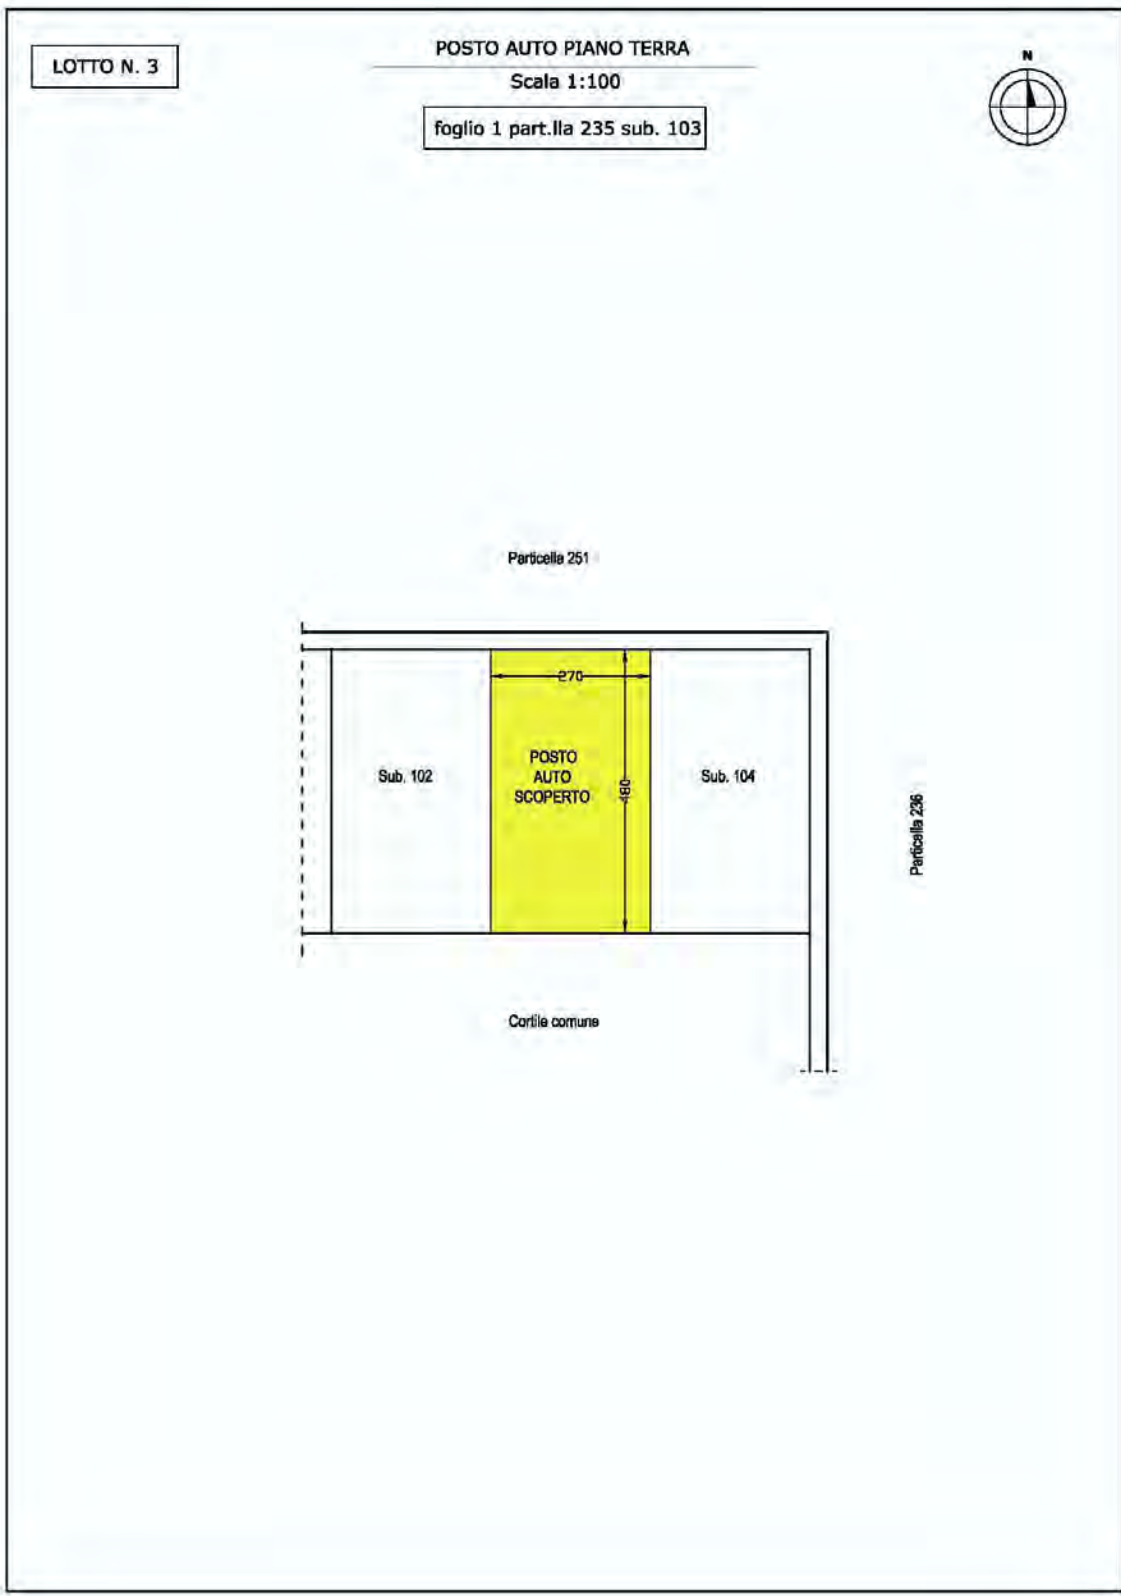 LOTTO N. 3
POSTO AUTO PIANO TERRA
Scala 1:100
foglio 1 part.lla 235 sub. 103
N
Particella 251
270
Sub. 102
POSTO
AUTO
SCOPERTO
480
Sub. 104
Particella 236
Cortile comune